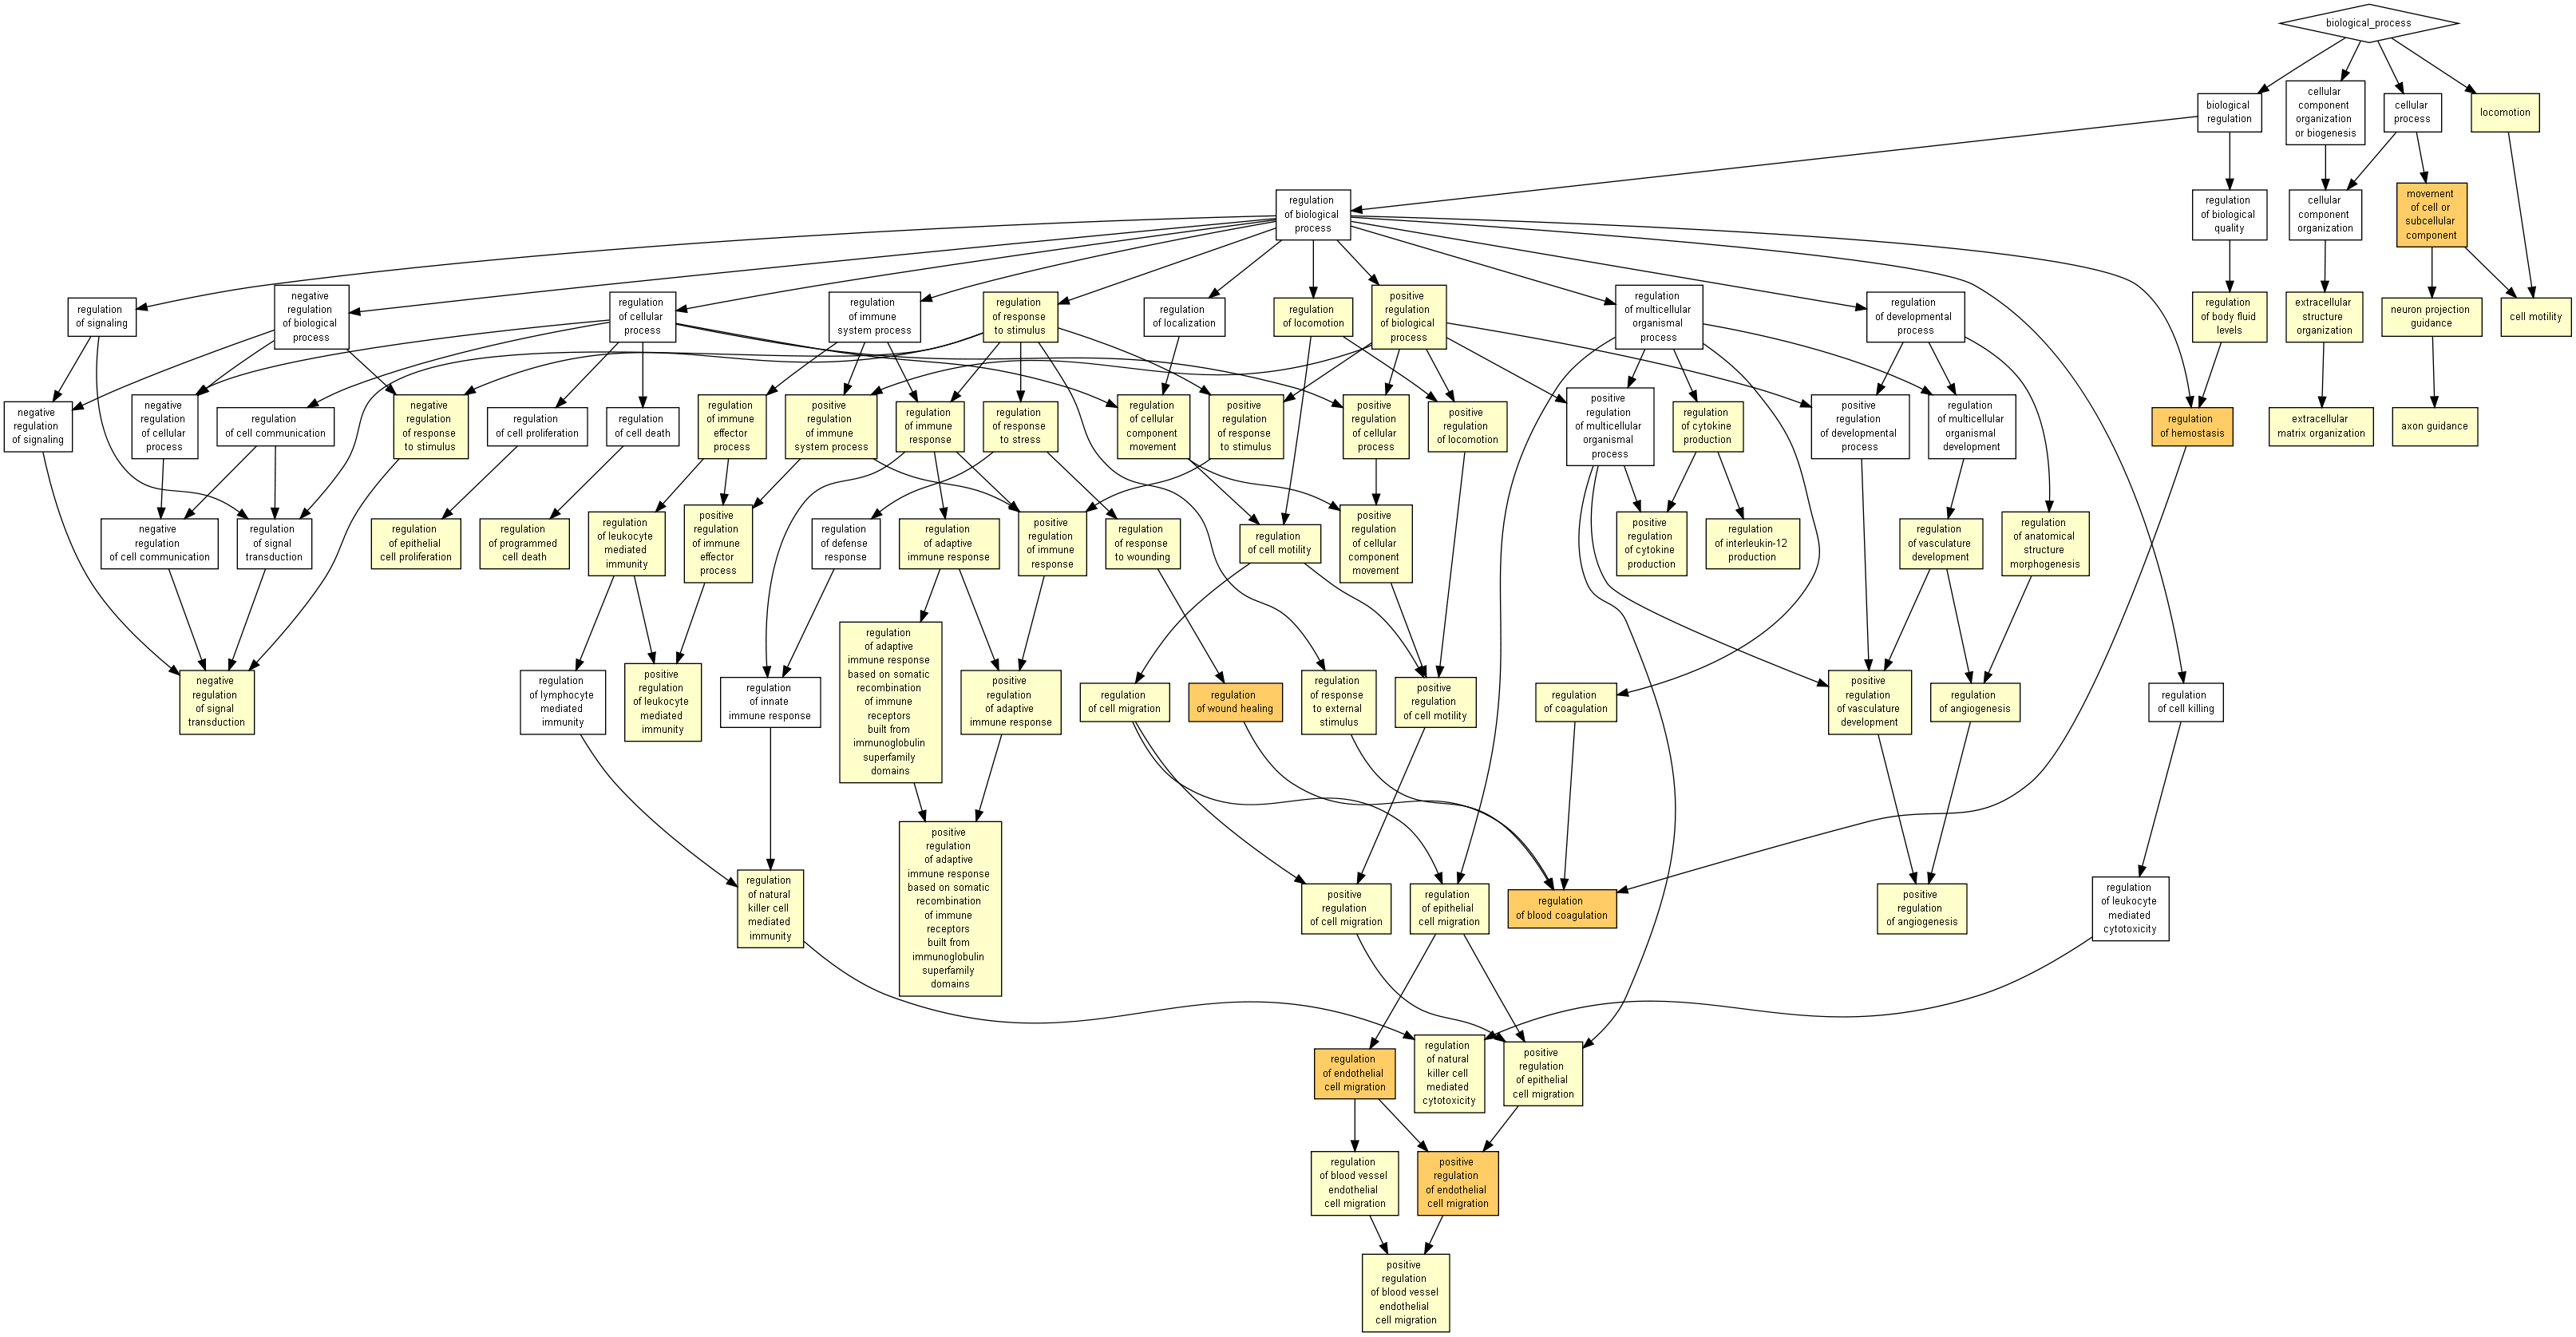 biological_process
biological
regulation
cellular
component
organization
or biogenesis
cellular
process
locomotion
regulation
of biological
process
regulation
of biological
quality
cellular
component
organization
movement
of cell or
subcellular
component
regulation
of signaling
negative
regulation
of biological
process
regulation
of cellular
process
regulation
of immune
system process
regulation
of response
to stimulus
regulation
of localization
regulation
of locomotion
positive
regulation
of biological
process
regulation
of multicellular
organismal
process
regulation
of developmental
process
regulation
of body fluid
levels
extracellular
structure
organization
neuron projection
guidance
cell motility
negative
regulation
of signaling
negative
regulation
of cellular
process
regulation
of cell communication
negative
regulation
of response
to stimulus
regulation
of cell proliferation
regulation
of cell death
regulation
of immune
effector
process
positive
regulation
of immune
system process
regulation
of immune
response
regulation
of response
to stress
regulation
of cellular
component
movement
positive
regulation
of response
to stimulus
positive
regulation
of cellular
process
positive
regulation
of locomotion
positive
regulation
of multicellular
organismal
process
regulation
of cytokine
production
positive
regulation
of developmental
process
regulation
of multicellular
organismal
development
regulation
of hemostasis
extracellular
matrix organization
axon guidance
negative
regulation
of cell communication
regulation
of signal
transduction
regulation
of epithelial
cell proliferation
regulation
of programmed
cell death
regulation
of leukocyte
mediated
immunity
positive
regulation
of immune
effector
process
regulation
of defense
response
regulation
of adaptive
immune response
positive
regulation
of immune
response
regulation
of response
to wounding
regulation
of cell motility
positive
regulation
of cellular
component
movement
positive
regulation
of cytokine
production
regulation
of interleukin-12
production
regulation
of vasculature
development
regulation
of anatomical
structure
morphogenesis
negative
regulation
of signal
transduction
regulation
of lymphocyte
mediated
immunity
positive
regulation
of leukocyte
mediated
immunity
regulation
of innate
immune response
regulation
of adaptive
immune response
based on somatic
recombination
of immune
receptors
built from
immunoglobulin
superfamily
domains
positive
regulation
of adaptive
immune response
regulation
of cell migration
regulation
of wound healing
regulation
of response
to external
stimulus
positive
regulation
of cell motility
regulation
of coagulation
positive
regulation
of vasculature
development
regulation
of angiogenesis
regulation
of cell killing
regulation
of natural
killer cell
mediated
immunity
positive
regulation
of adaptive
immune response
based on somatic
recombination
of immune
receptors
built from
immunoglobulin
superfamily
domains
positive
regulation
of cell migration
regulation
of epithelial
cell migration
regulation
of blood coagulation
positive
regulation
of angiogenesis
regulation
of leukocyte
mediated
cytotoxicity
regulation
of endothelial
cell migration
regulation
of natural
killer cell
mediated
cytotoxicity
positive
regulation
of epithelial
cell migration
regulation
of blood vessel
endothelial
cell migration
positive
regulation
of endothelial
cell migration
positive
regulation
of blood vessel
endothelial
cell migration